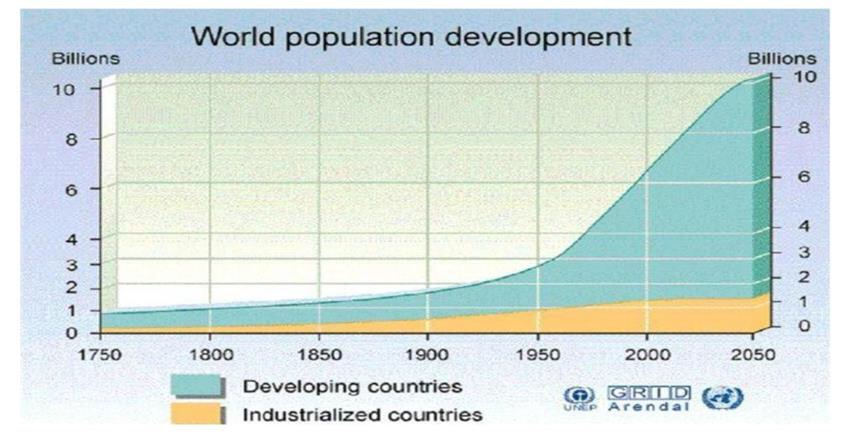 World population development
Billions Billions
10 10
8 8
6 6
4 4
3 3
2 2
1 1
0 0
1750 1800 1850 1900 1950 2000 2050
Developing countries
Industrialized countries
UNEP
GRID
Arendal